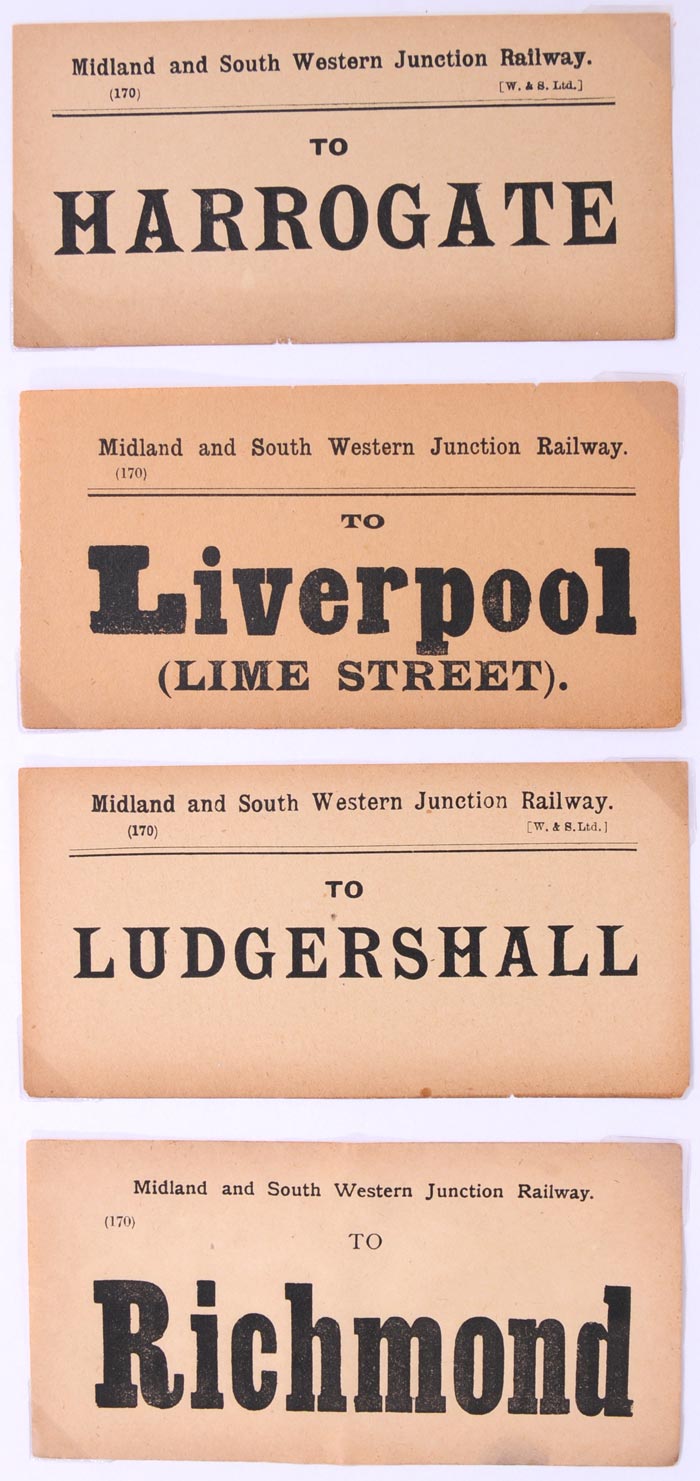 Midland and South Western Junction Railway.
(170) [W. & S. Ltd.]
TO
HARROGATE
Midland and South Western Junction Railway.
(170)
TO
Liverpool
(LIME STREET).
Midland and South Western Junction Railway.
(170) [W. & S. Ltd.]
TO
LUDGERSHALL
Midland and South Western Junction Railway.
(170)
TO
Richmond